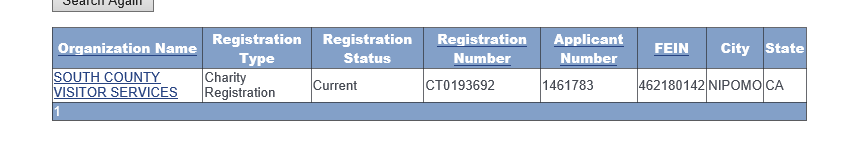 Search Again
Organization Name Registration Type Registration Status Registration Number Applicant Number FEIN City State
SOUTH COUNTY VISITOR SERVICES Charity Registration Current CT0193692 1461783 462180142 NIPOMO CA
1